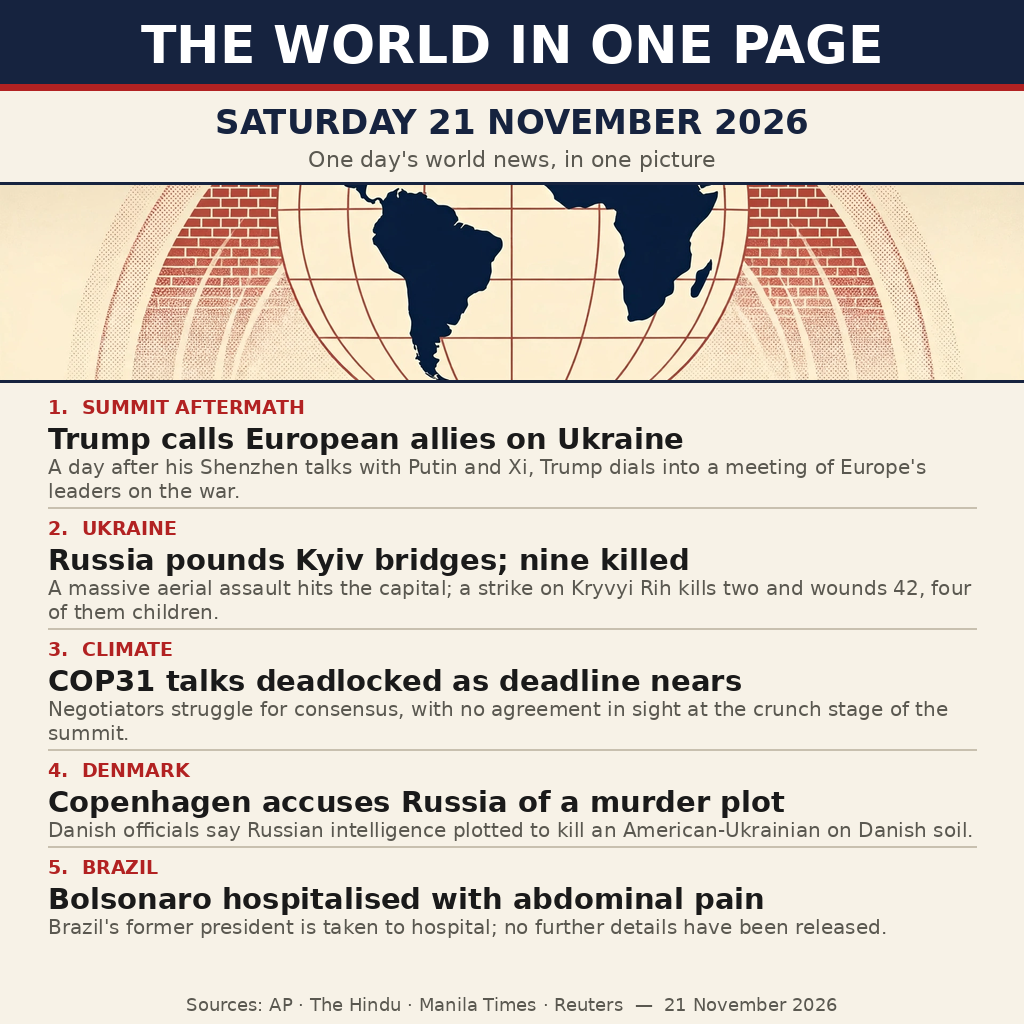 THE WORLD IN ONE PAGE
SATURDAY 21 NOVEMBER 2026
One day's world news, in one picture
1. SUMMIT AFTERMATH
Trump calls European allies on Ukraine
A day after his Shenzhen talks with Putin and Xi, Trump dials into a meeting of Europe's
leaders on the war.
2. UKRAINE
Russia pounds Kyiv bridges; nine killed
A massive aerial assault hits the capital; a strike on Kryvyi Rih kills two and wounds 42, four
of them children.
3. CLIMATE
COP31 talks deadlocked as deadline nears
Negotiators struggle for consensus, with no agreement in sight at the crunch stage of the
summit.
4. DENMARK
Copenhagen accuses Russia of a murder plot
Danish officials say Russian intelligence plotted to kill an American-Ukrainian on Danish soil.
5. BRAZIL
Bolsonaro hospitalised with abdominal pain
Brazil's former president is taken to hospital; no further details have been released.
Sources: AP · The Hindu · Manila Times · Reuters — 21 November 2026